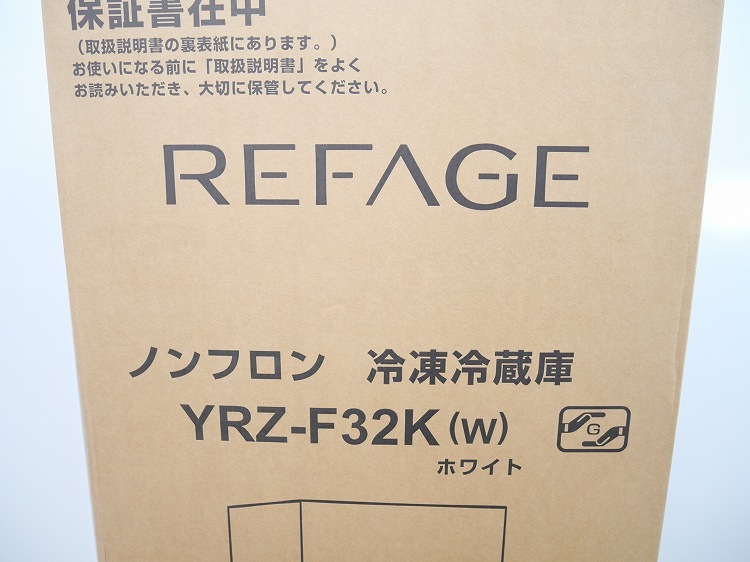 保証書在中
（取扱説明書の裏表紙にあります。）
お使いになる前に「取扱説明書」をよく
お読みいただき、大切に保管してください。
REFAGE
ノンフロン 冷凍冷蔵庫
YRZ-F32K(W)
G
ホワイト